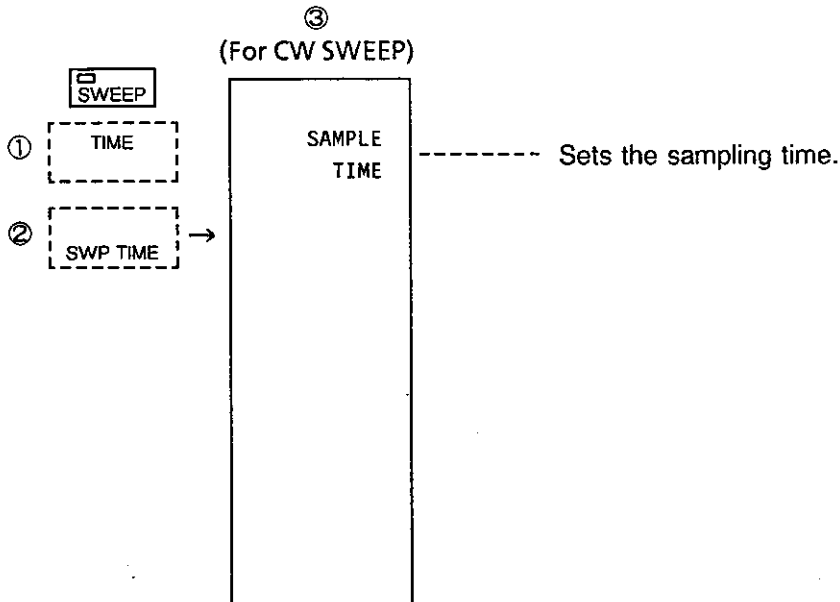 ③
(For CW SWEEP)
SWEEP
① TIME
② SWP TIME →
SAMPLE
TIME
Sets the sampling time.